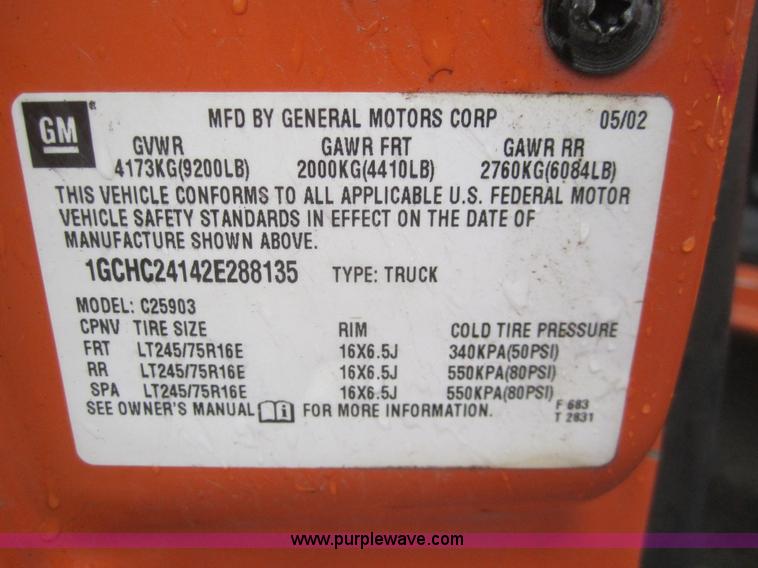 GM ® MFD BY GENERAL MOTORS CORP 05/02
GVWR GAWR FRT GAWR RR
4173KG(9200LB) 2000KG(4410LB) 2760KG(6084LB)
THIS VEHICLE CONFORMS TO ALL APPLICABLE U.S. FEDERAL MOTOR
VEHICLE SAFETY STANDARDS IN EFFECT ON THE DATE OF
MANUFACTURE SHOWN ABOVE.
1GCHC24142E288135 TYPE: TRUCK
MODEL: C25903
CPNV TIRE SIZE RIM COLD TIRE PRESSURE
FRT LT245/75R16E 16X6.5J 340KPA(50PSI)
RR LT245/75R16E 16X6.5J 550KPA(80PSI)
SPA LT245/75R16E 16X6.5J 550KPA(80PSI)
SEE OWNER'S MANUAL i FOR MORE INFORMATION.
F 683
T 2831
www.purplewave.com